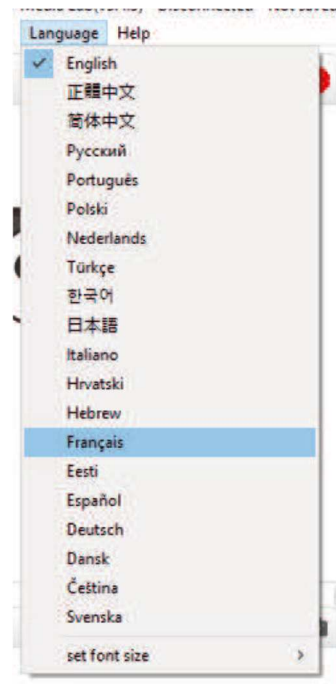 Language Help
English
正體中文
简体中文
Русский
Português
Polski
Nederlands
Türkçe
한국어
日本語
Italiano
Hrvatski
Hebrew
Français
Eesti
Español
Deutsch
Dansk
Čeština
Svenska
set font size